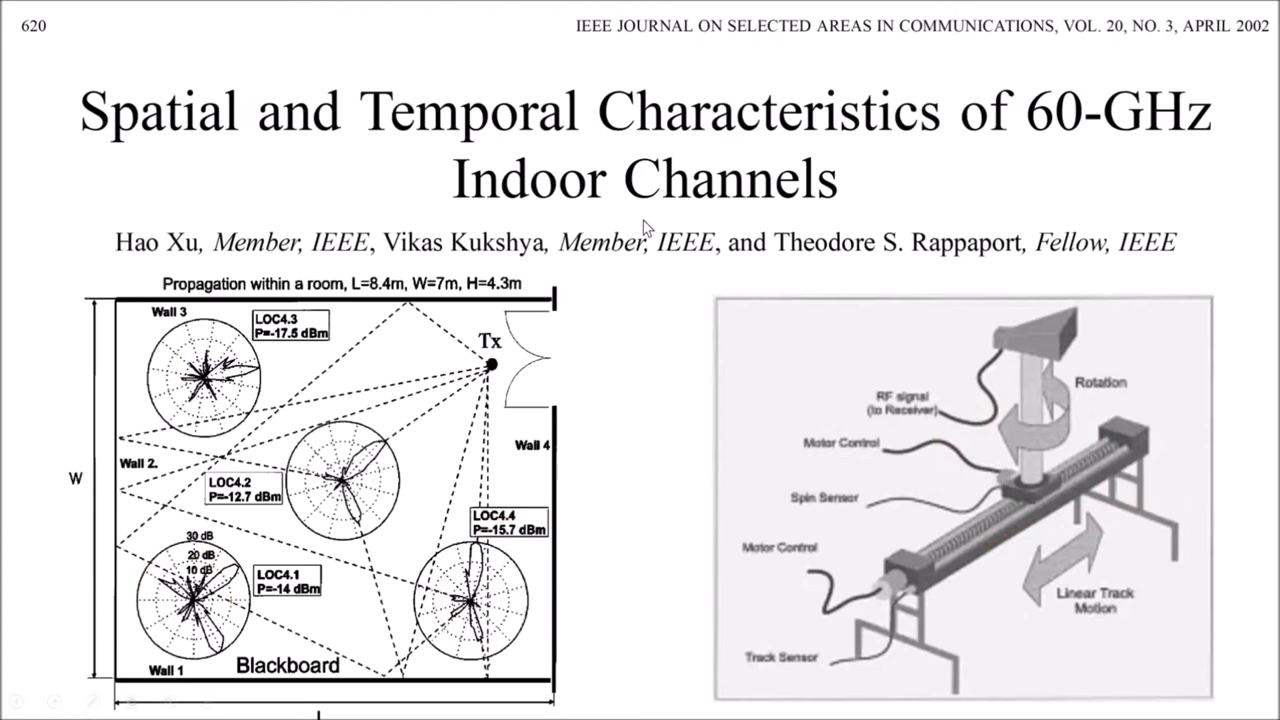 620
IEEE JOURNAL ON SELECTED AREAS IN COMMUNICATIONS, VOL. 20, NO. 3, APRIL 2002
Spatial and Temporal Characteristics of 60-GHz
Indoor Channels
Hao Xu, Member, IEEE, Vikas Kukshya, Member, IEEE, and Theodore S. Rappaport, Fellow, IEEE
Propagation within a room, L=8.4m, W=7m, H=4.3m
Wall 3
LOC4.3
P=-17.5 dBm
Tx
Wall 4
Wall 2.
W
LOC4.2
P=-12.7 dBm
LOC4.4
P=-15.7 dBm
30 dB
20 dB
10 dB
LOC4.1
P=-14 dBm
Wall 1
Blackboard
Rotation
RF signal
(to Receiver)
Motor Control
Spin Sensor
Motor Control
Linear Track
Motion
Track Sensor